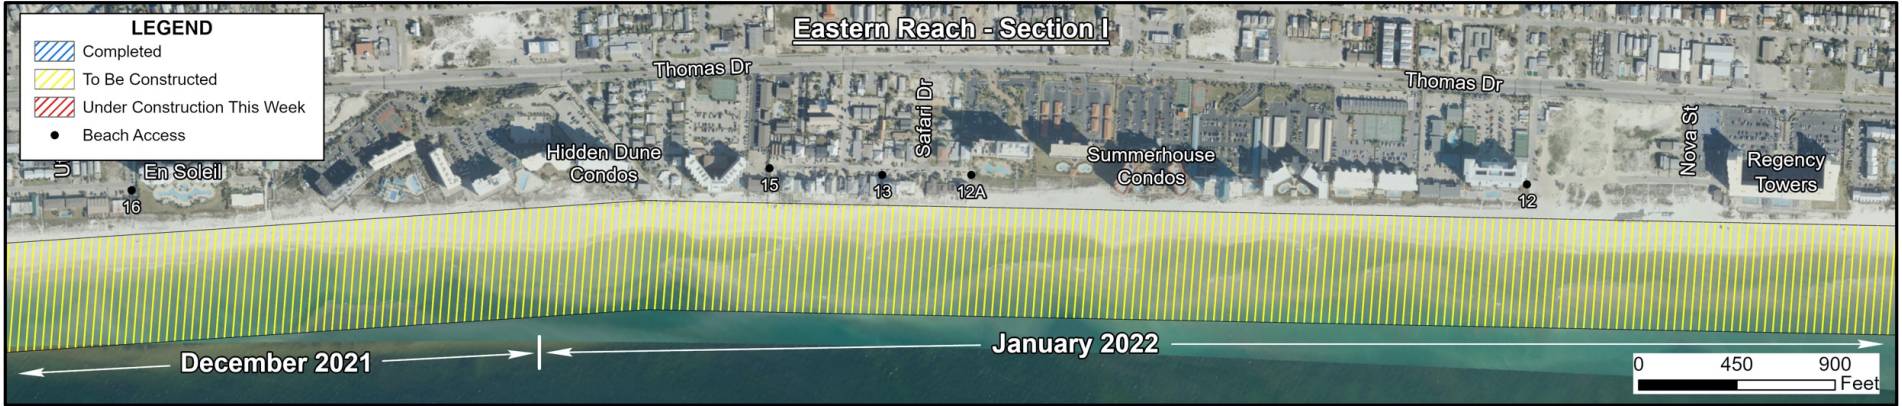 Eastern Reach - Section I
LEGEND
Completed
To Be Constructed
Under Construction This Week
Beach Access
Thomas Dr
Thomas Dr
Safari Dr
Nova St
En Soleil
Hidden Dune
Condos
Summerhouse
Condos
Regency
Towers
16
15
13
12A
12
December 2021
January 2022
0 450 900
Feet